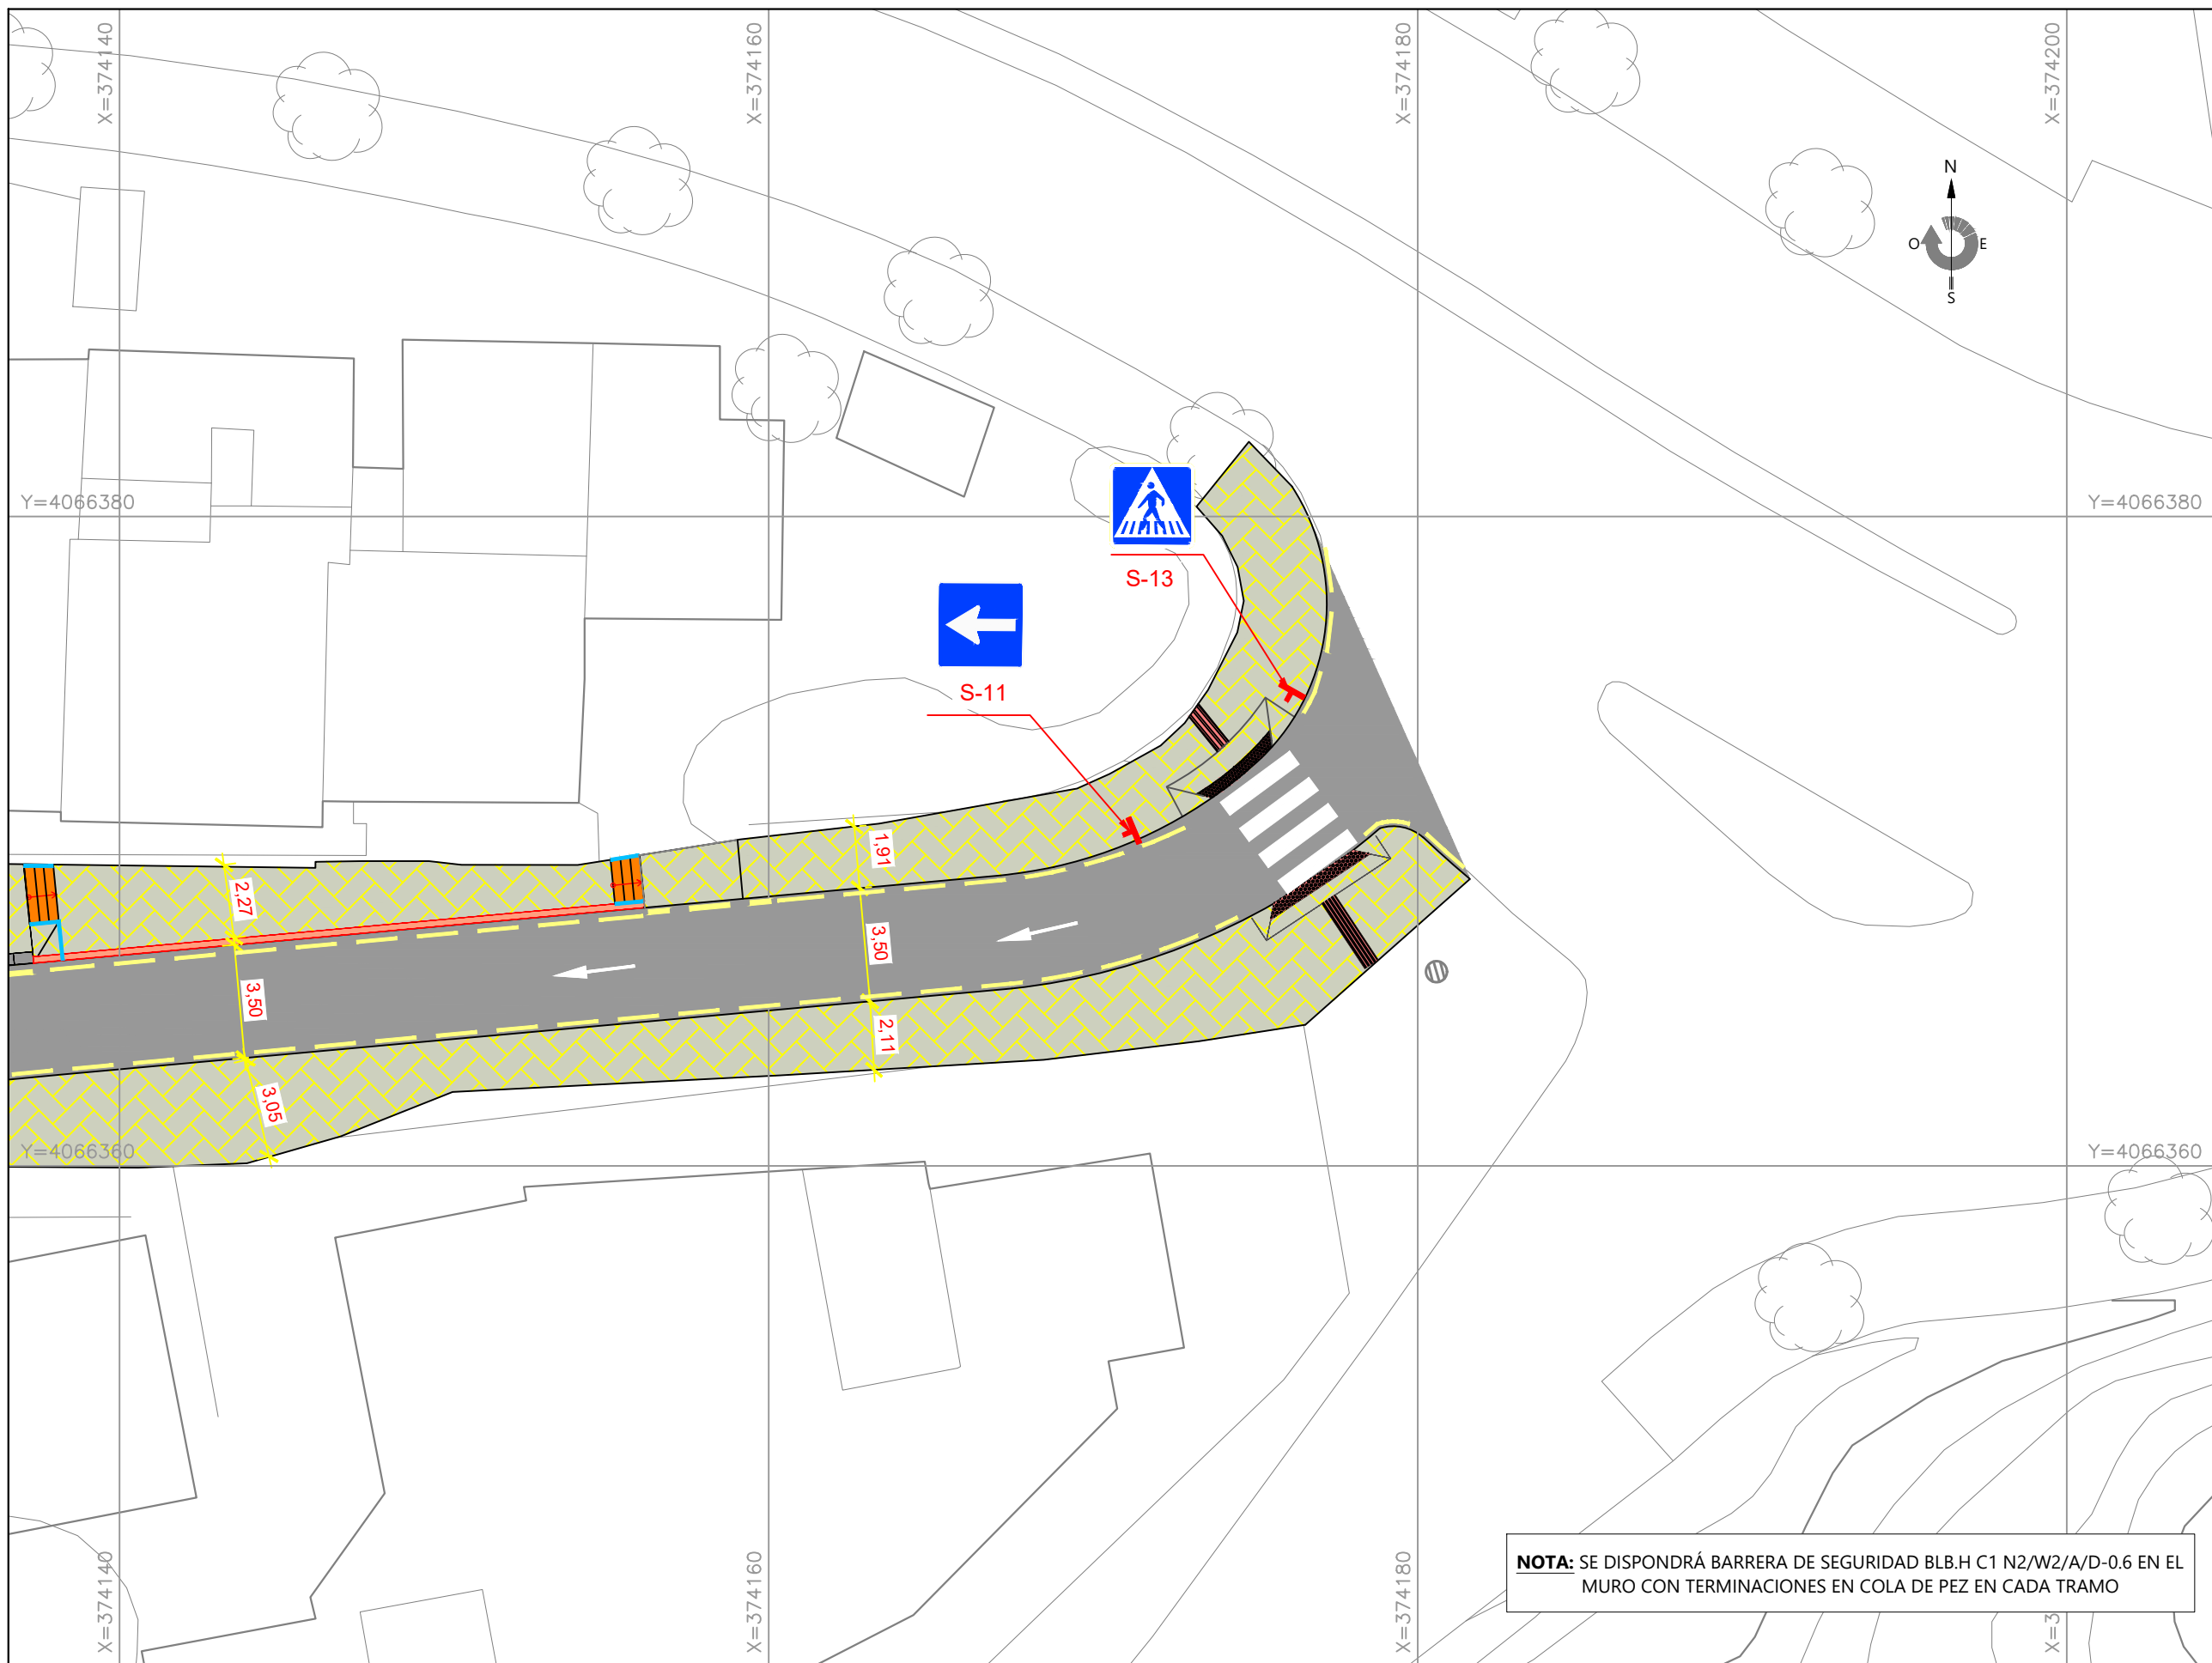 X=374140
X=374160
X=374180
X=374200
N
O
E
S
Y=4066380
Y=4066380
S-13
S-11
1,91
2,27
3,50
3,50
2,11
3,05
Y=4066360
Y=4066360
NOTA: SE DISPONDRÁ BARRERA DE SEGURIDAD BLB.H C1 N2/W2/A/D-0.6 EN EL
MURO CON TERMINACIONES EN COLA DE PEZ EN CADA TRAMO
X=374140
X=374160
X=374180